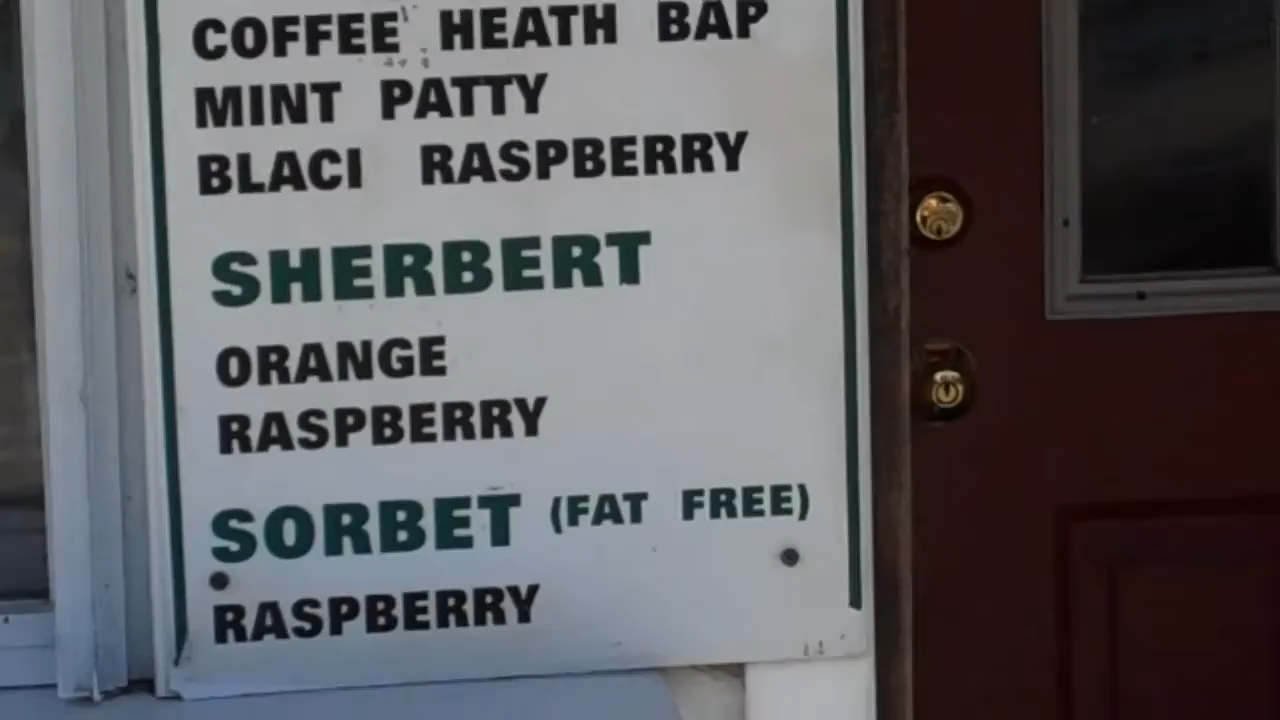 COFFEE HEATH BAP
MINT PATTY
BLACI RASPBERRY
SHERBERT
ORANGE
RASPBERRY
SORBET (FAT FREE)
RASPBERRY